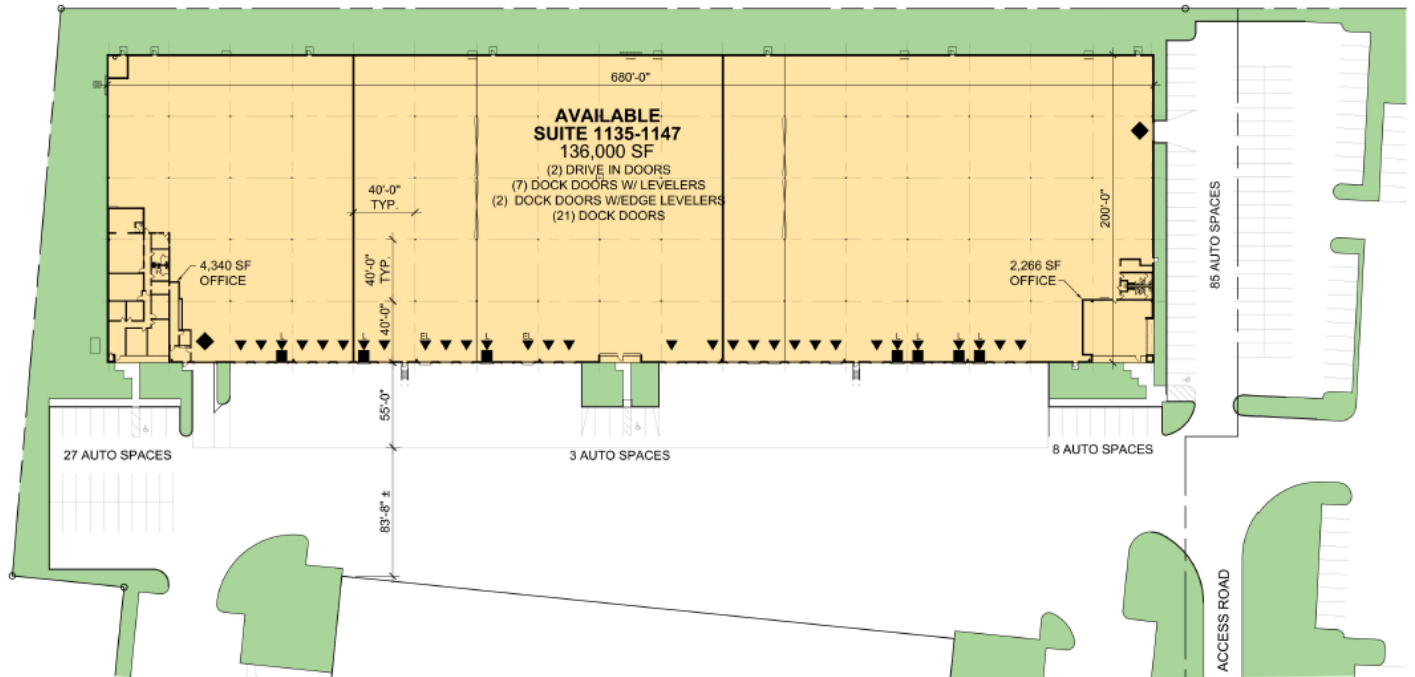 680'-0"
AVAILABLE
SUITE 1135-1147
136,000 SF
(2) DRIVE IN DOORS
(7) DOCK DOORS W/ LEVELERS
(2) DOCK DOORS W/EDGE LEVELERS
(21) DOCK DOORS
40'-0"
TYP.
200'-0"
85 AUTO SPACES
40'-0"
TYP.
4,340 SF
OFFICE
2,266 SF
OFFICE
40'-0"
L
L
EL
L
EL
L
L
L
L
55'-0"
27 AUTO SPACES
3 AUTO SPACES
8 AUTO SPACES
83'-8" ±
ACCESS ROAD